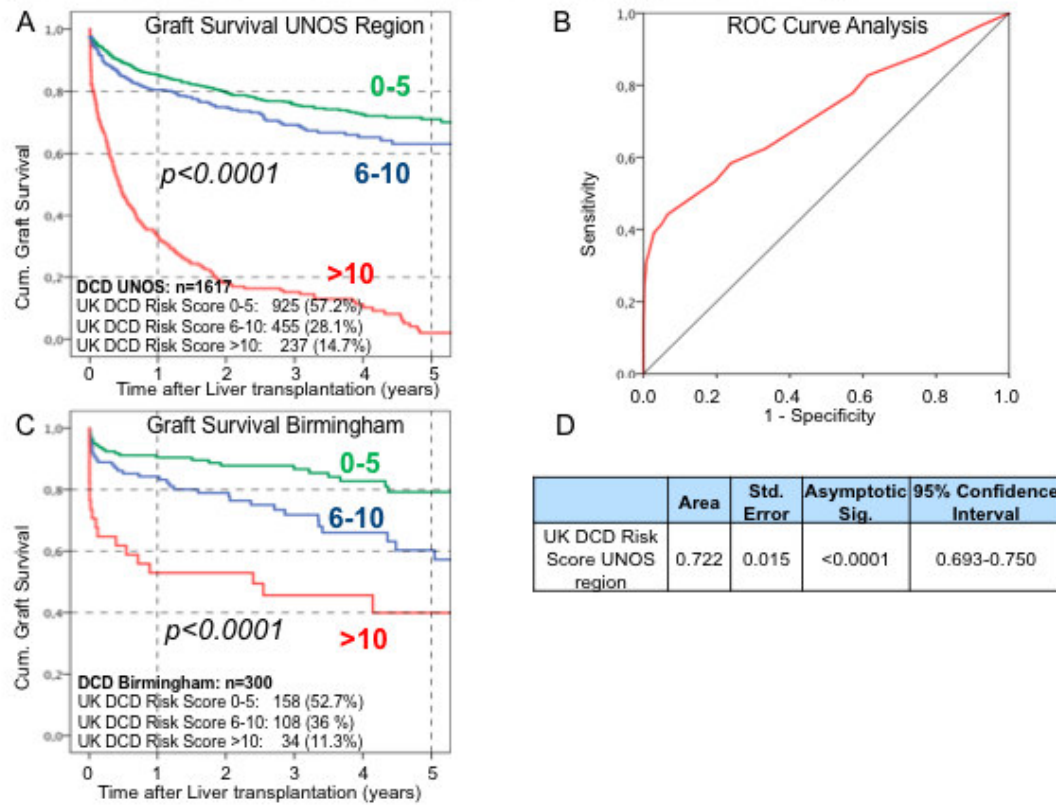 A
Graft Survival UNOS Region
Cum. Graft Survival
1,0
0,8
0,6
0,4
0,2
0,0
0-5
6-10
>10
p<0.0001
DCD UNOS: n=1617
UK DCD Risk Score 0-5: 925 (57.2%)
UK DCD Risk Score 6-10: 455 (28.1%)
UK DCD Risk Score >10: 237 (14.7%)
0 1 2 3 4 5
Time after Liver transplantation (years)
B
ROC Curve Analysis
Sensitivity
1.0
0.8
0.6
0.4
0.2
0.0
0.0 0.2 0.4 0.6 0.8 1.0
1 - Specificity
C
Graft Survival Birmingham
Cum. Graft Survival
1,0
0,8
0,6
0,4
0,2
0,0
0-5
6-10
>10
p<0.0001
DCD Birmingham: n=300
UK DCD Risk Score 0-5: 158 (52.7%)
UK DCD Risk Score 6-10: 108 (36 %)
UK DCD Risk Score >10: 34 (11.3%)
0 1 2 3 4 5
Time after Liver transplantation (years)
D
Area Std. Error Asymptotic Sig. 95% Confidence Interval
UK DCD Risk Score UNOS region 0.722 0.015 <0.0001 0.693-0.750